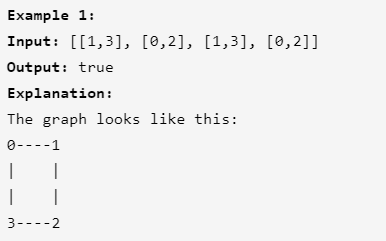 Example 1:
Input: [[1,3], [0,2], [1,3], [0,2]]
Output: true
Explanation:
The graph looks like this:
0----1
|    |
|    |
3----2